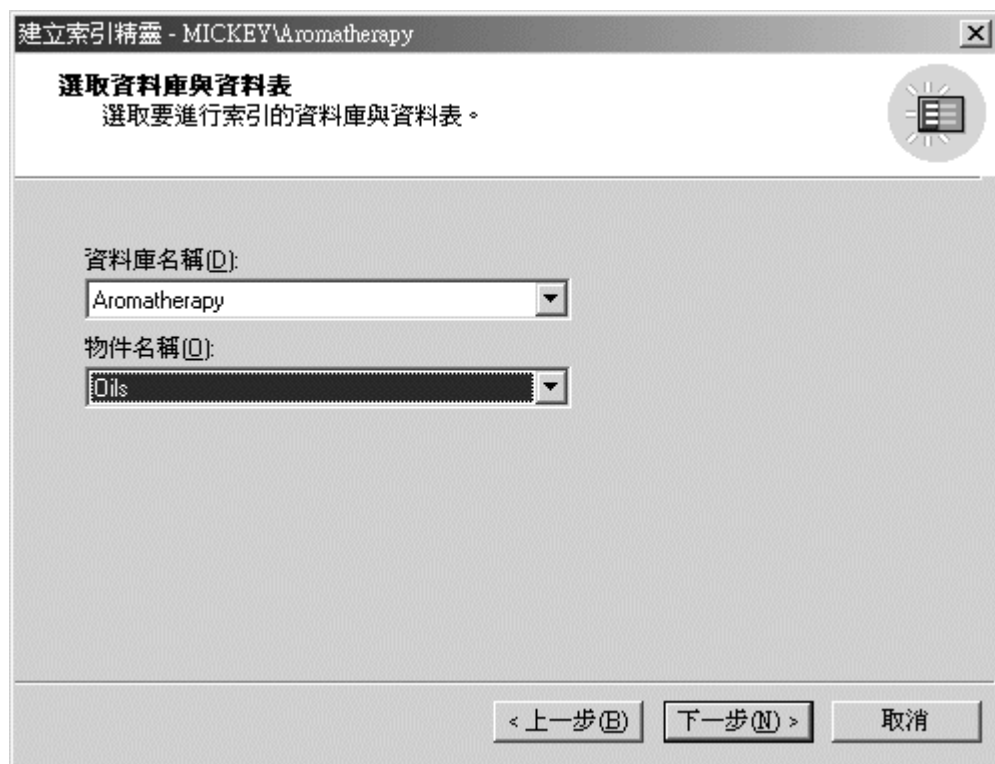 建立索引精靈 - MICKEY\Aromatherapy
選取資料庫與資料表
選取要進行索引的資料庫與資料表。
資料庫名稱(D):
Aromatherapy
物件名稱(O):
Oils
< 上一步(B)
下一步(N) >
取消